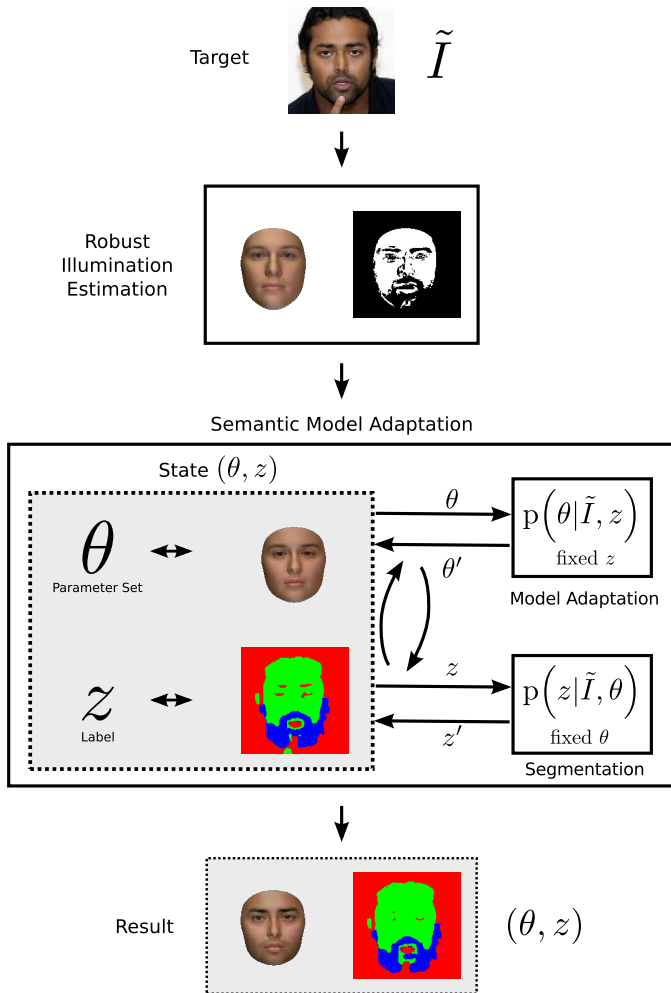 Target
Ĩ
Robust
Illumination
Estimation
Semantic Model Adaptation
State (θ, z)
θ
Parameter Set
θ
θ′
p(θ|Ĩ, z)
fixed z
Model Adaptation
z
Label
z
z′
p(z|Ĩ, θ)
fixed θ
Segmentation
Result
(θ, z)